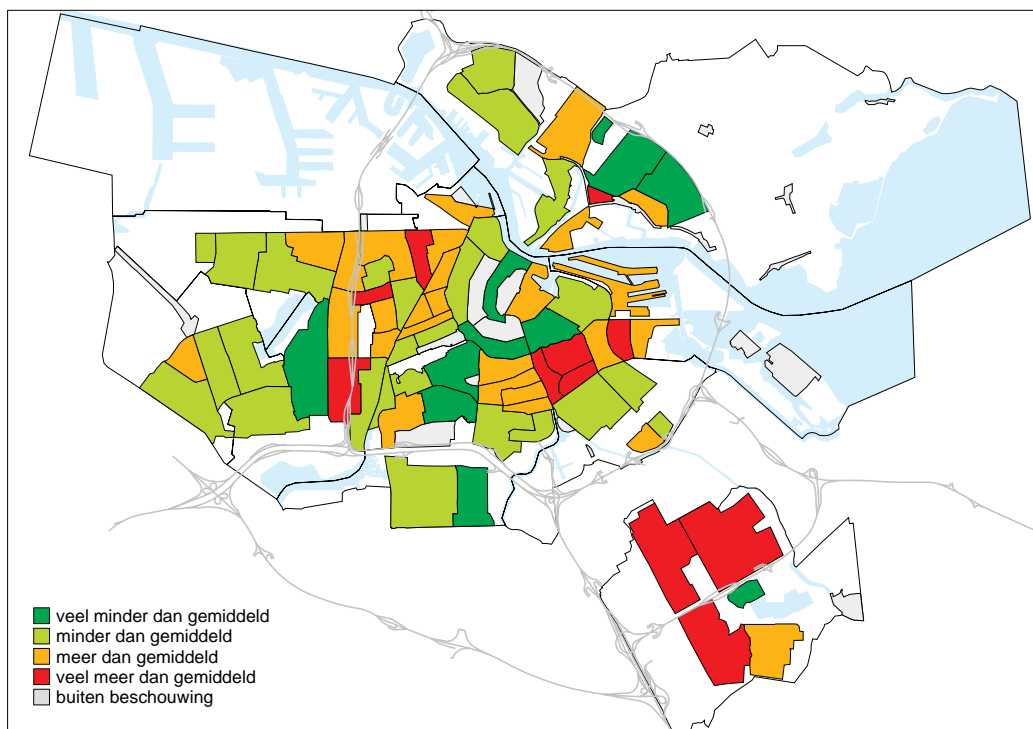 veel minder dan gemiddeld
minder dan gemiddeld
meer dan gemiddeld
veel meer dan gemiddeld
buiten beschouwing